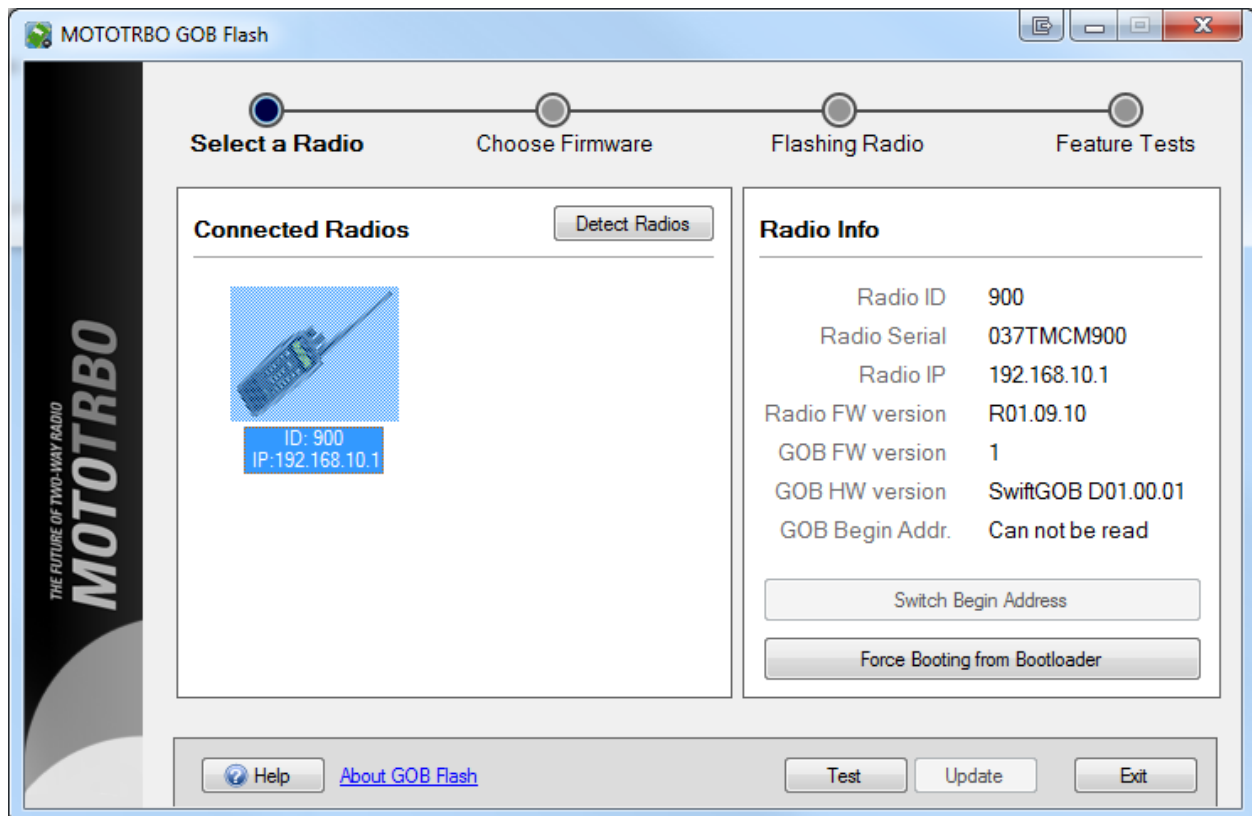 MOTOTRBO GOB Flash
Select a Radio
Choose Firmware
Flashing Radio
Feature Tests
Connected Radios
Detect Radios
ID: 900
IP:192.168.10.1
Radio Info
Radio ID 900
Radio Serial 037TMCM900
Radio IP 192.168.10.1
Radio FW version R01.09.10
GOB FW version 1
GOB HW version SwiftGOB D01.00.01
GOB Begin Addr. Can not be read
Switch Begin Address
Force Booting from Bootloader
THE FUTURE OF TWO-WAY RADIO
MOTOTRBO
Help
About GOB Flash
Test
Update
Exit